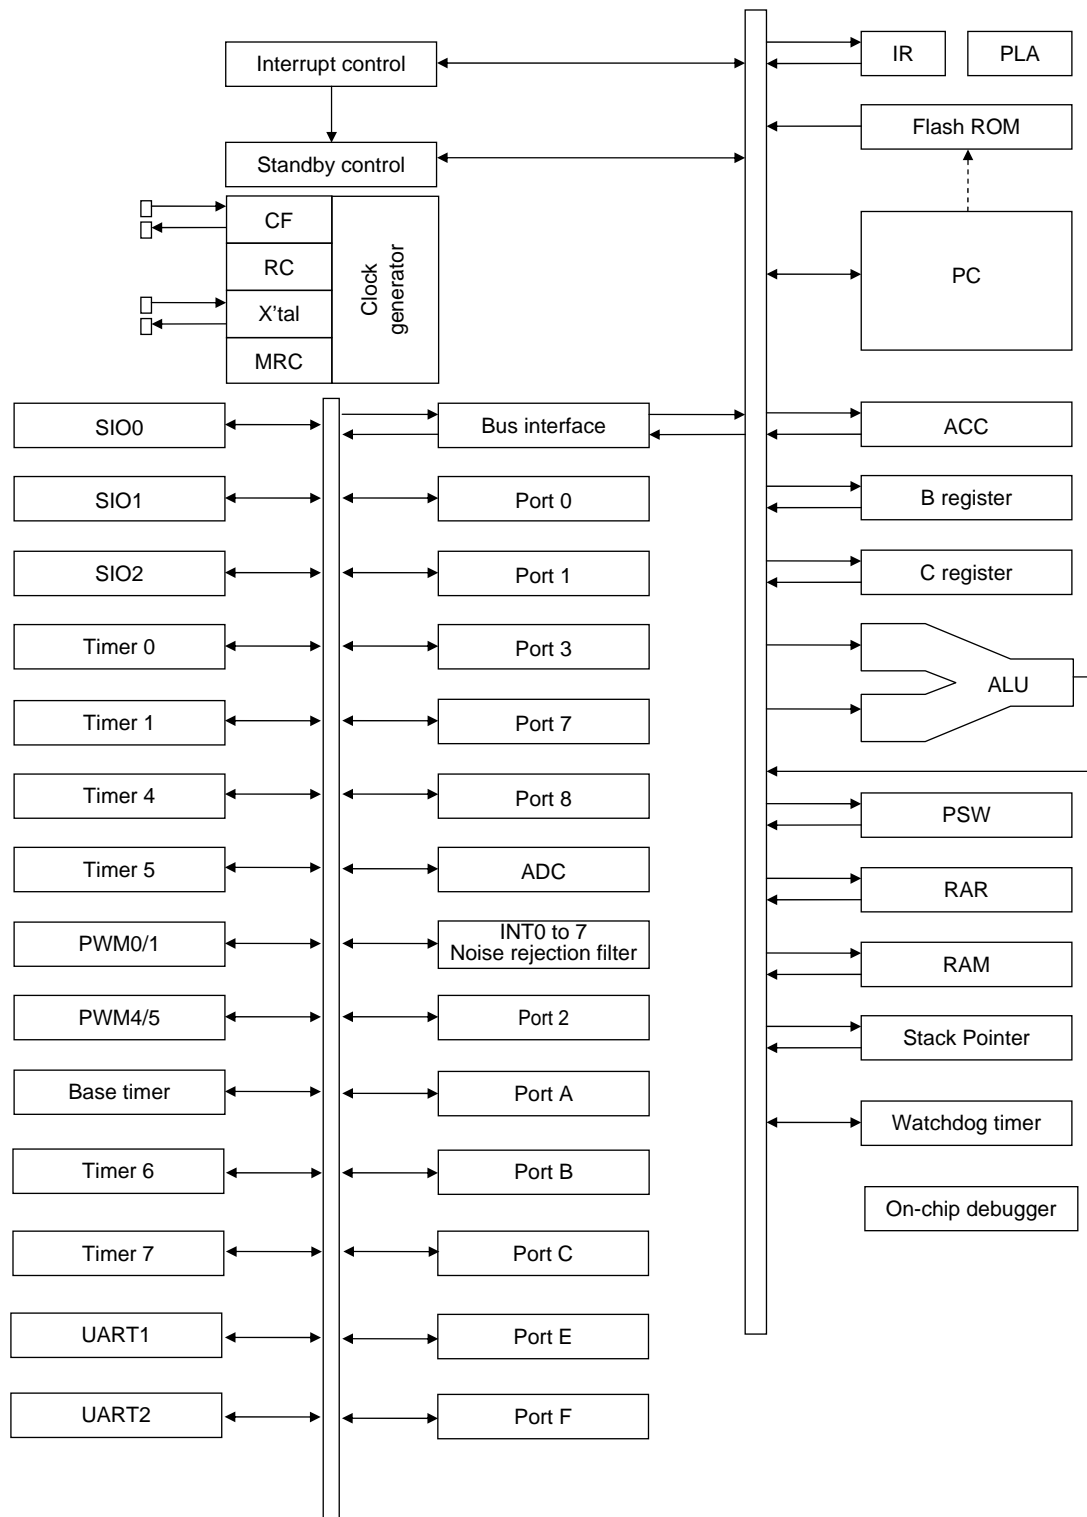 Interrupt control
IR
PLA
Flash ROM
Standby control
CF
RC
X'tal
MRC
Clock
generator
PC
SIO0
Bus interface
ACC
SIO1
Port 0
B register
SIO2
Port 1
C register
Timer 0
Port 3
ALU
Timer 1
Port 7
Timer 4
Port 8
PSW
Timer 5
ADC
RAR
PWM0/1
INT0 to 7
Noise rejection filter
RAM
PWM4/5
Port 2
Stack Pointer
Base timer
Port A
Watchdog timer
Timer 6
Port B
On-chip debugger
Timer 7
Port C
UART1
Port E
UART2
Port F